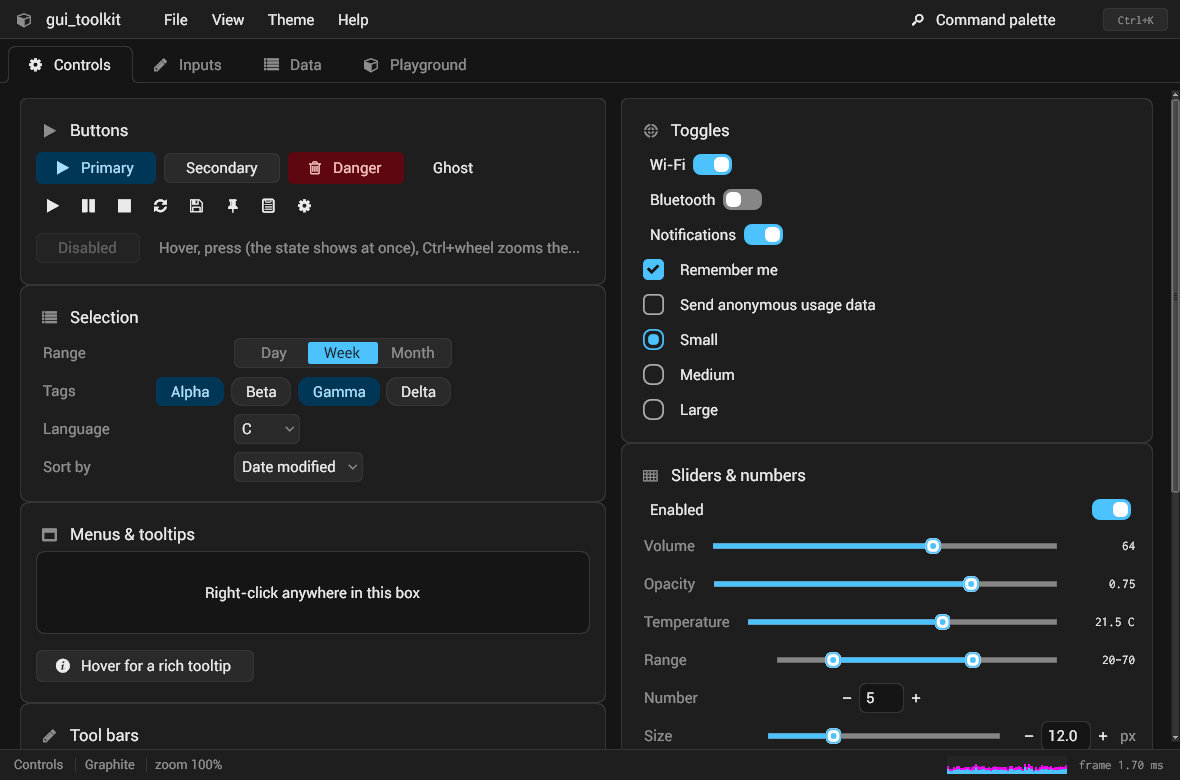 gui_toolkit File View Theme Help Command palette Ctrl+K
Controls Inputs Data Playground
Buttons
Primary Secondary Danger Ghost
Hover, press (the state shows at once), Ctrl+wheel zooms the...
Selection
Range Day Week Month
Tags Alpha Beta Gamma Delta
Language C
Sort by Date modified
Menus & tooltips
Right-click anywhere in this box
Hover for a rich tooltip
Tool bars
Toggles
Wi-Fi
Bluetooth
Notifications
Remember me
Send anonymous usage data
Small
Medium
Large
Sliders & numbers
Enabled
Volume 64
Opacity 0.75
Temperature 21.5 C
Range 20-70
Number − 5 +
Size − 12.0 + px
Controls Graphite zoom 100% frame 1.70 ms